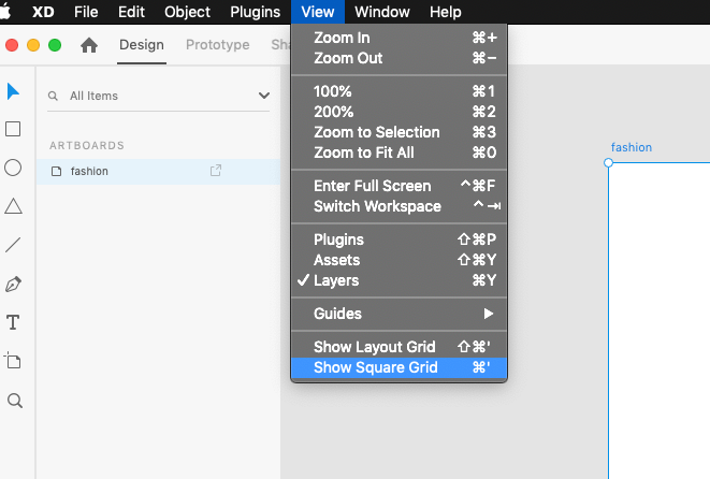 XD File Edit Object Plugins View Window Help
Design Prototype
All Items
ARTBOARDS
fashion
Zoom In ⌘+
Zoom Out ⌘−
100% ⌘1
200% ⌘2
Zoom to Selection ⌘3
Zoom to Fit All ⌘0
Enter Full Screen ^⌘F
Switch Workspace ^⇥
Plugins ⇧⌘P
Assets ⇧⌘Y
✓ Layers ⌘Y
Guides ▶
Show Layout Grid ⇧⌘'
Show Square Grid ⌘'
fashion